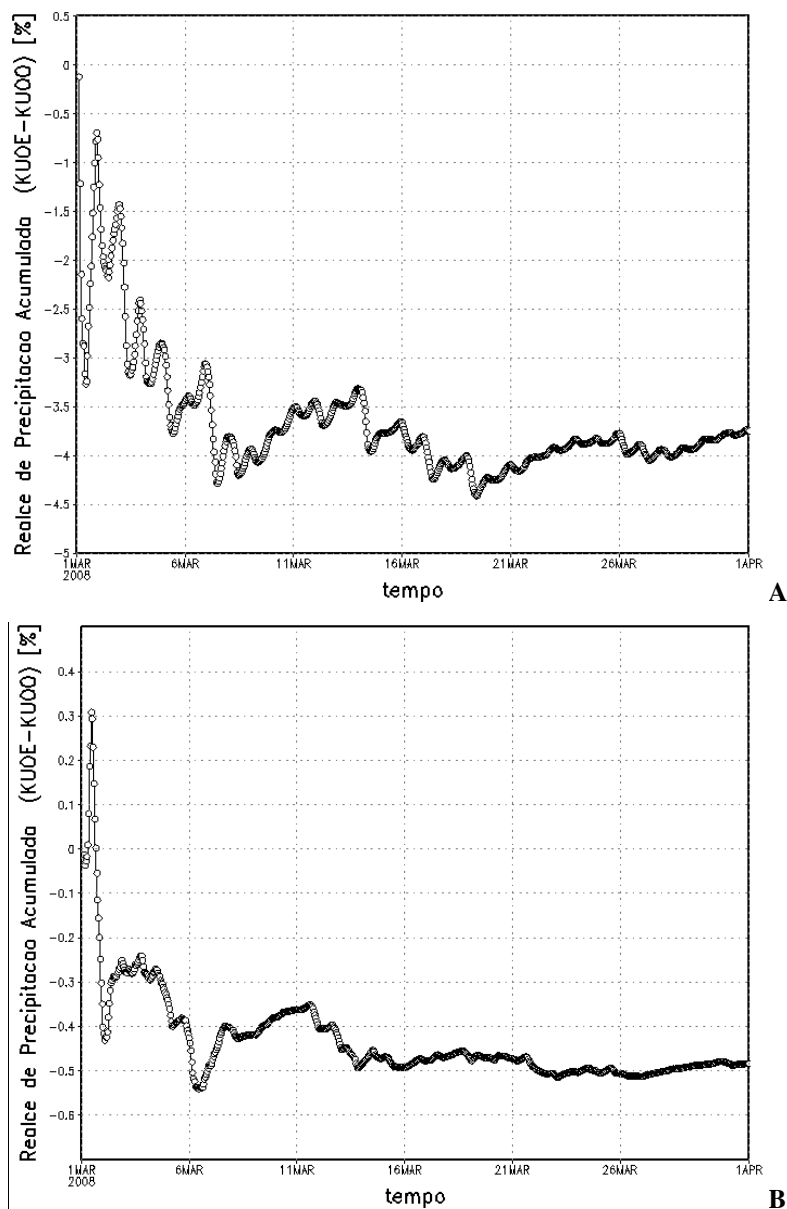 Realce de Precipitacao Acumulada (KUOE-KUOQ) [%]
0.5
0
-0.5
-1
-1.5
-2
-2.5
-3
-3.5
-4
-4.5
-5
1MAR
2008
6MAR
11MAR
16MAR
21MAR
26MAR
1APR
tempo
A
Realce de Precipitacao Acumulada (KUOE-KUOQ) [%]
0.4
0.3
0.2
0.1
0
-0.1
-0.2
-0.3
-0.4
-0.5
-0.6
1MAR
2008
6MAR
11MAR
16MAR
21MAR
26MAR
1APR
tempo
B